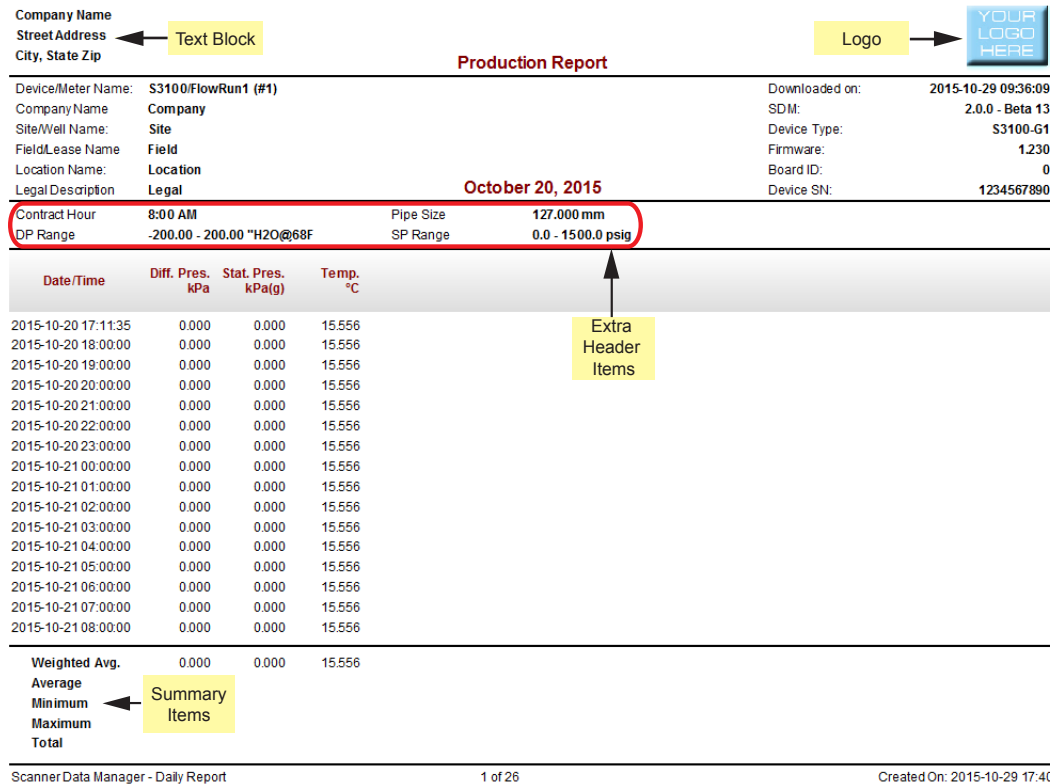 Company Name
Street Address
City, State Zip
Text Block
Logo
YOUR
LOGO
HERE
Production Report
Device/Meter Name: S3100/FlowRun1 (#1) Downloaded on: 2015-10-29 09:36:09
Company Name Company SDM: 2.0.0 - Beta 13
Site/Well Name: Site Device Type: S3100-G1
Field/Lease Name Field Firmware: 1.230
Location Name: Location Board ID: 0
Legal Description Legal October 20, 2015 Device SN: 1234567890
Contract Hour 8:00 AM Pipe Size 127.000 mm
DP Range -200.00 - 200.00 "H2O@68F SP Range 0.0 - 1500.0 psig
Date/Time Diff. Pres. Stat. Pres. Temp.
kPa kPa(g) °C
Extra
Header
Items
2015-10-20 17:11:35 0.000 0.000 15.556
2015-10-20 18:00:00 0.000 0.000 15.556
2015-10-20 19:00:00 0.000 0.000 15.556
2015-10-20 20:00:00 0.000 0.000 15.556
2015-10-20 21:00:00 0.000 0.000 15.556
2015-10-20 22:00:00 0.000 0.000 15.556
2015-10-20 23:00:00 0.000 0.000 15.556
2015-10-21 00:00:00 0.000 0.000 15.556
2015-10-21 01:00:00 0.000 0.000 15.556
2015-10-21 02:00:00 0.000 0.000 15.556
2015-10-21 03:00:00 0.000 0.000 15.556
2015-10-21 04:00:00 0.000 0.000 15.556
2015-10-21 05:00:00 0.000 0.000 15.556
2015-10-21 06:00:00 0.000 0.000 15.556
2015-10-21 07:00:00 0.000 0.000 15.556
2015-10-21 08:00:00 0.000 0.000 15.556
Weighted Avg. 0.000 0.000 15.556
Average
Minimum
Maximum
Total
Summary
Items
Scanner Data Manager - Daily Report 1 of 26 Created On: 2015-10-29 17:40